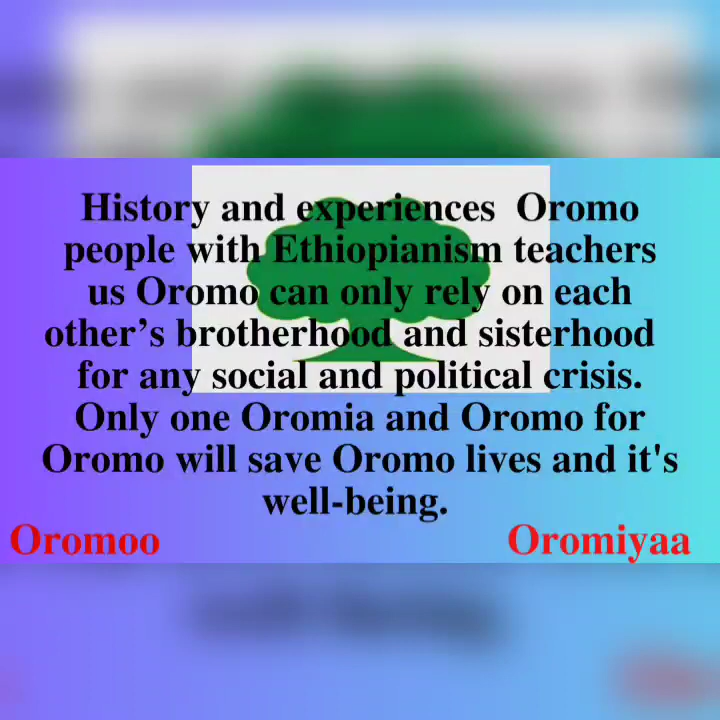 History and experiences  Oromo
people with Ethiopianism teachers
us Oromo can only rely on each
other’s brotherhood and sisterhood
for any social and political crisis.
Only one Oromia and Oromo for
Oromo will save Oromo lives and it's
well-being.
Oromoo
Oromiyaa